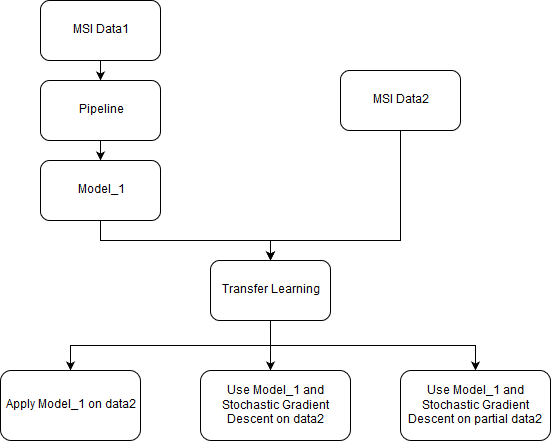 MSI Data1
Pipeline
MSI Data2
Model_1
Transfer Learning
Apply Model_1 on data2
Use Model_1 and
Stochastic Gradient
Descent on data2
Use Model_1 and
Stochastic Gradient
Descent on partial data2